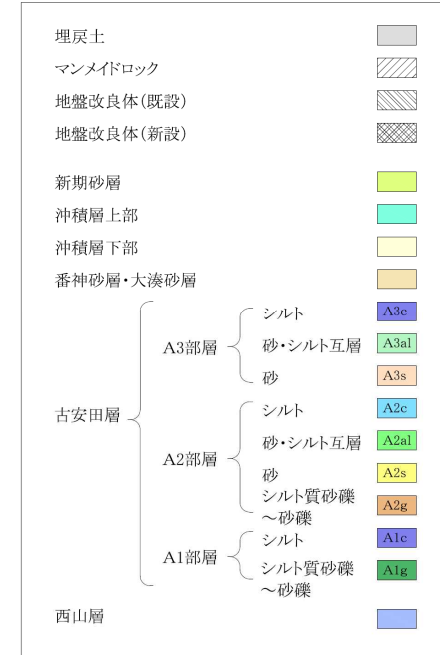 埋戻土
マンメイドロック
地盤改良体(既設)
地盤改良体(新設)
新期砂層
沖積層上部
沖積層下部
番神砂層・大湊砂層
古安田層
A3部層
シルト A3c
砂・シルト互層 A3al
砂 A3s
A2部層
シルト A2c
砂・シルト互層 A2al
砂 A2s
シルト質砂礫
～砂礫 A2g
A1部層
シルト A1c
シルト質砂礫
～砂礫 A1g
西山層